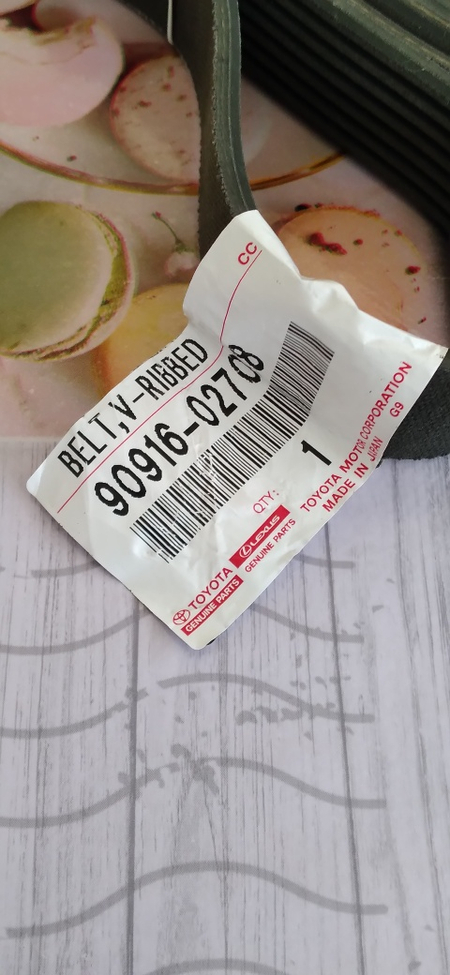 CC
BELT,V-RIBBED
90916-02708
QTY: 1
TOYOTA
GENUINE PARTS
LEXUS
GENUINE PARTS
TOYOTA MOTOR CORPORATION
MADE IN JAPAN G9